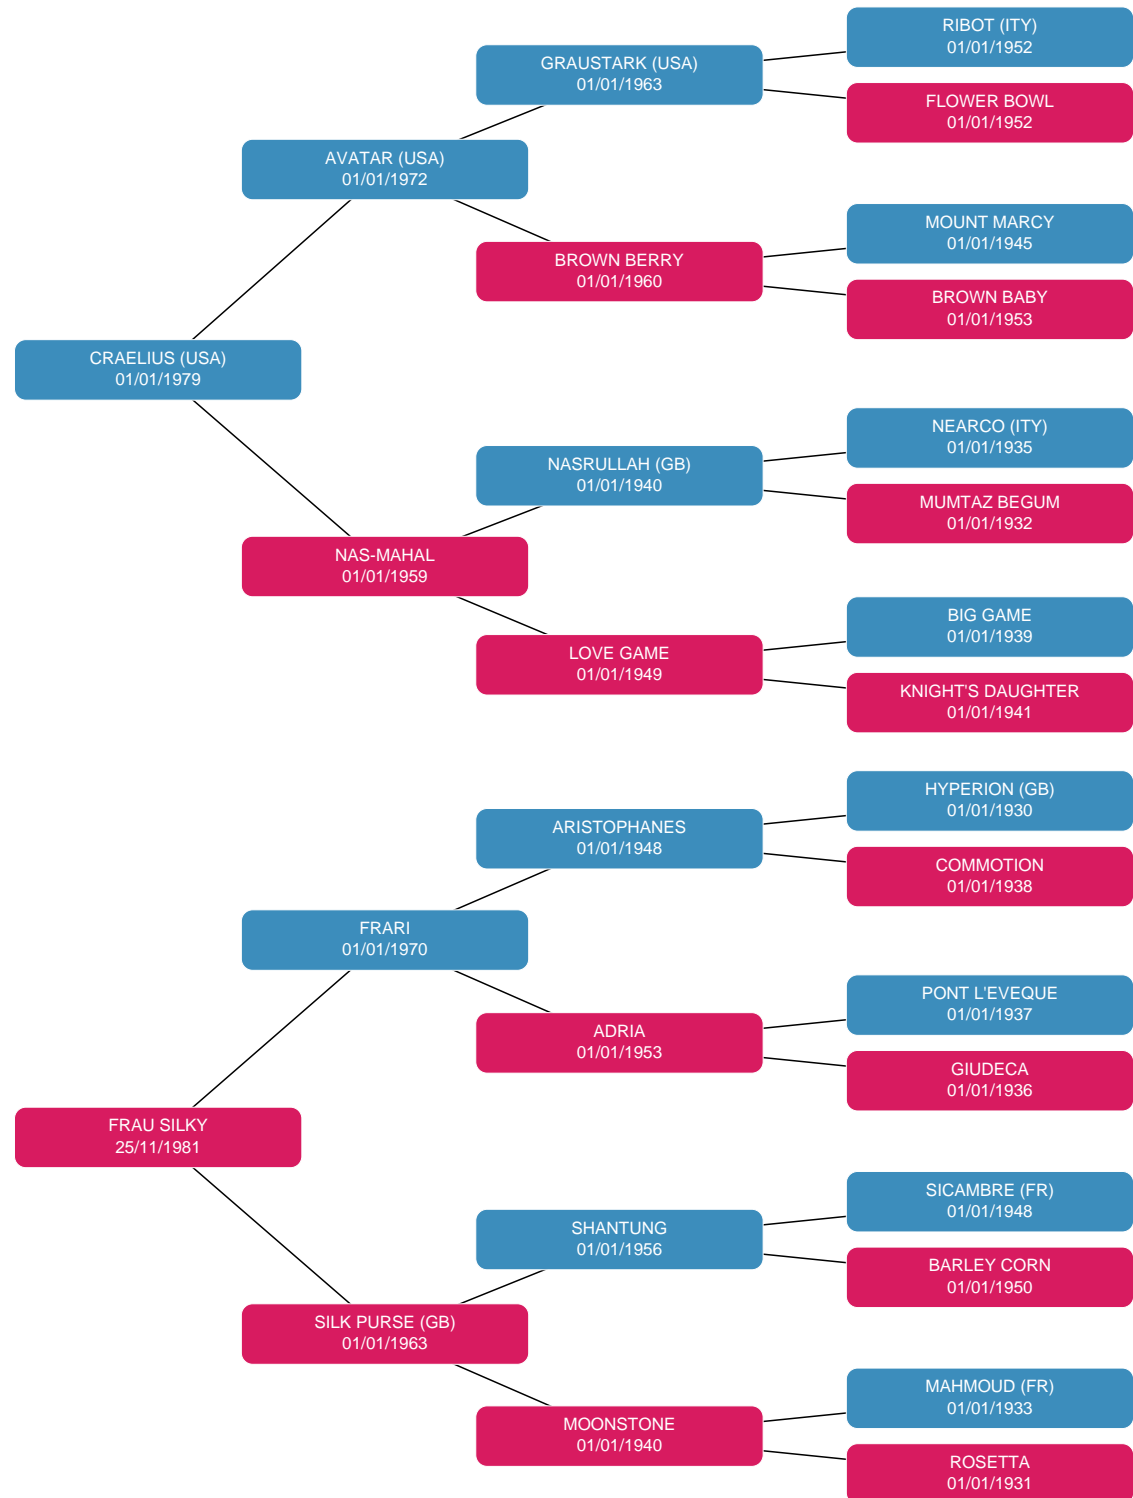 RIBOT (ITY)
01/01/1952
GRAUSTARK (USA)
01/01/1963
FLOWER BOWL
01/01/1952
AVATAR (USA)
01/01/1972
MOUNT MARCY
01/01/1945
BROWN BERRY
01/01/1960
BROWN BABY
01/01/1953
CRAELIUS (USA)
01/01/1979
NEARCO (ITY)
01/01/1935
NASRULLAH (GB)
01/01/1940
MUMTAZ BEGUM
01/01/1932
NAS-MAHAL
01/01/1959
BIG GAME
01/01/1939
LOVE GAME
01/01/1949
KNIGHT'S DAUGHTER
01/01/1941
HYPERION (GB)
01/01/1930
ARISTOPHANES
01/01/1948
COMMOTION
01/01/1938
FRARI
01/01/1970
PONT L'EVEQUE
01/01/1937
ADRIA
01/01/1953
GIUDECA
01/01/1936
FRAU SILKY
25/11/1981
SICAMBRE (FR)
01/01/1948
SHANTUNG
01/01/1956
BARLEY CORN
01/01/1950
SILK PURSE (GB)
01/01/1963
MAHMOUD (FR)
01/01/1933
MOONSTONE
01/01/1940
ROSETTA
01/01/1931